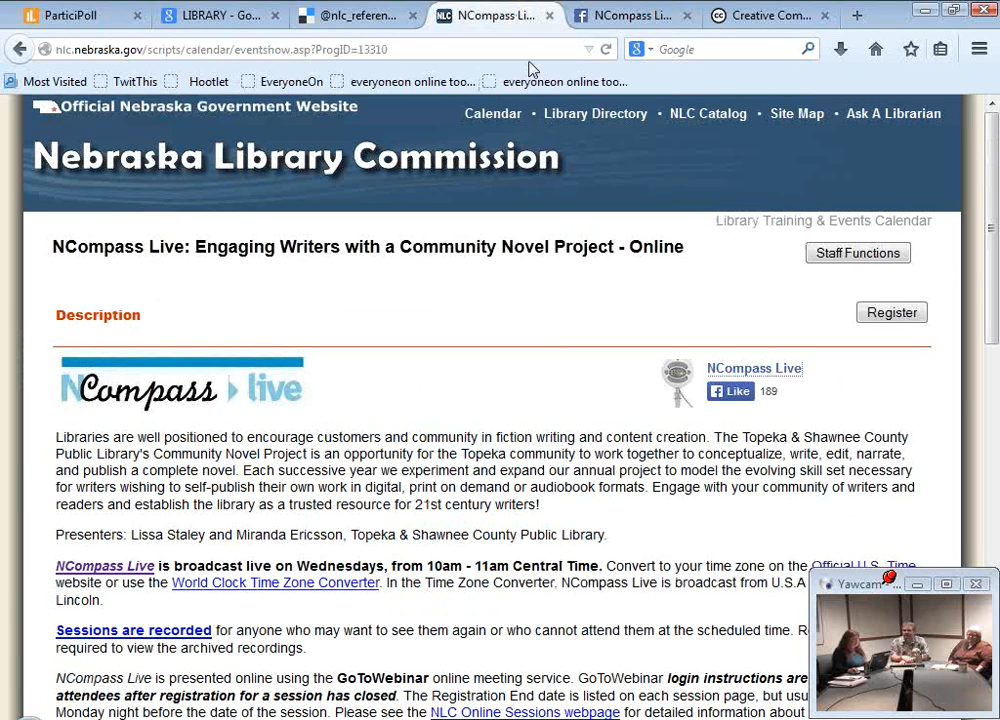 ParticiPoll
LIBRARY - Go...
@nlc_referen...
NLC NCompass Li...
NCompass Li...
cc Creative Com...
nlc.nebraska.gov/scripts/calendar/eventshow.asp?ProgID=13310
Google
Most Visited
TwitThis
Hootlet
EveryoneOn
everyoneon online too...
everyoneon online too...
Official Nebraska Government Website
Calendar • Library Directory • NLC Catalog • Site Map • Ask A Librarian
Nebraska Library Commission
Library Training & Events Calendar
NCompass Live: Engaging Writers with a Community Novel Project - Online
Staff Functions
Description
Register
NCompass live
NCompass Live
Like 189
Libraries are well positioned to encourage customers and community in fiction writing and content creation. The Topeka & Shawnee County
Public Library's Community Novel Project is an opportunity for the Topeka community to work together to conceptualize, write, edit, narrate,
and publish a complete novel. Each successive year we experiment and expand our annual project to model the evolving skill set necessary
for writers wishing to self-publish their own work in digital, print on demand or audiobook formats. Engage with your community of writers and
readers and establish the library as a trusted resource for 21st century writers!
Presenters: Lissa Staley and Miranda Ericsson, Topeka & Shawnee County Public Library.
NCompass Live is broadcast live on Wednesdays, from 10am - 11am Central Time. Convert to your time zone on the Official U.S. Time
website or use the World Clock Time Zone Converter. In the Time Zone Converter, NCompass Live is broadcast from U.S.A
Lincoln.
Yawcam
Sessions are recorded for anyone who may want to see them again or who cannot attend them at the scheduled time. R
required to view the archived recordings.
NCompass Live is presented online using the GoToWebinar online meeting service. GoToWebinar login instructions are
attendees after registration for a session has closed. The Registration End date is listed on each session page, but usu
Monday night before the date of the session. Please see the NLC Online Sessions webpage for detailed information about